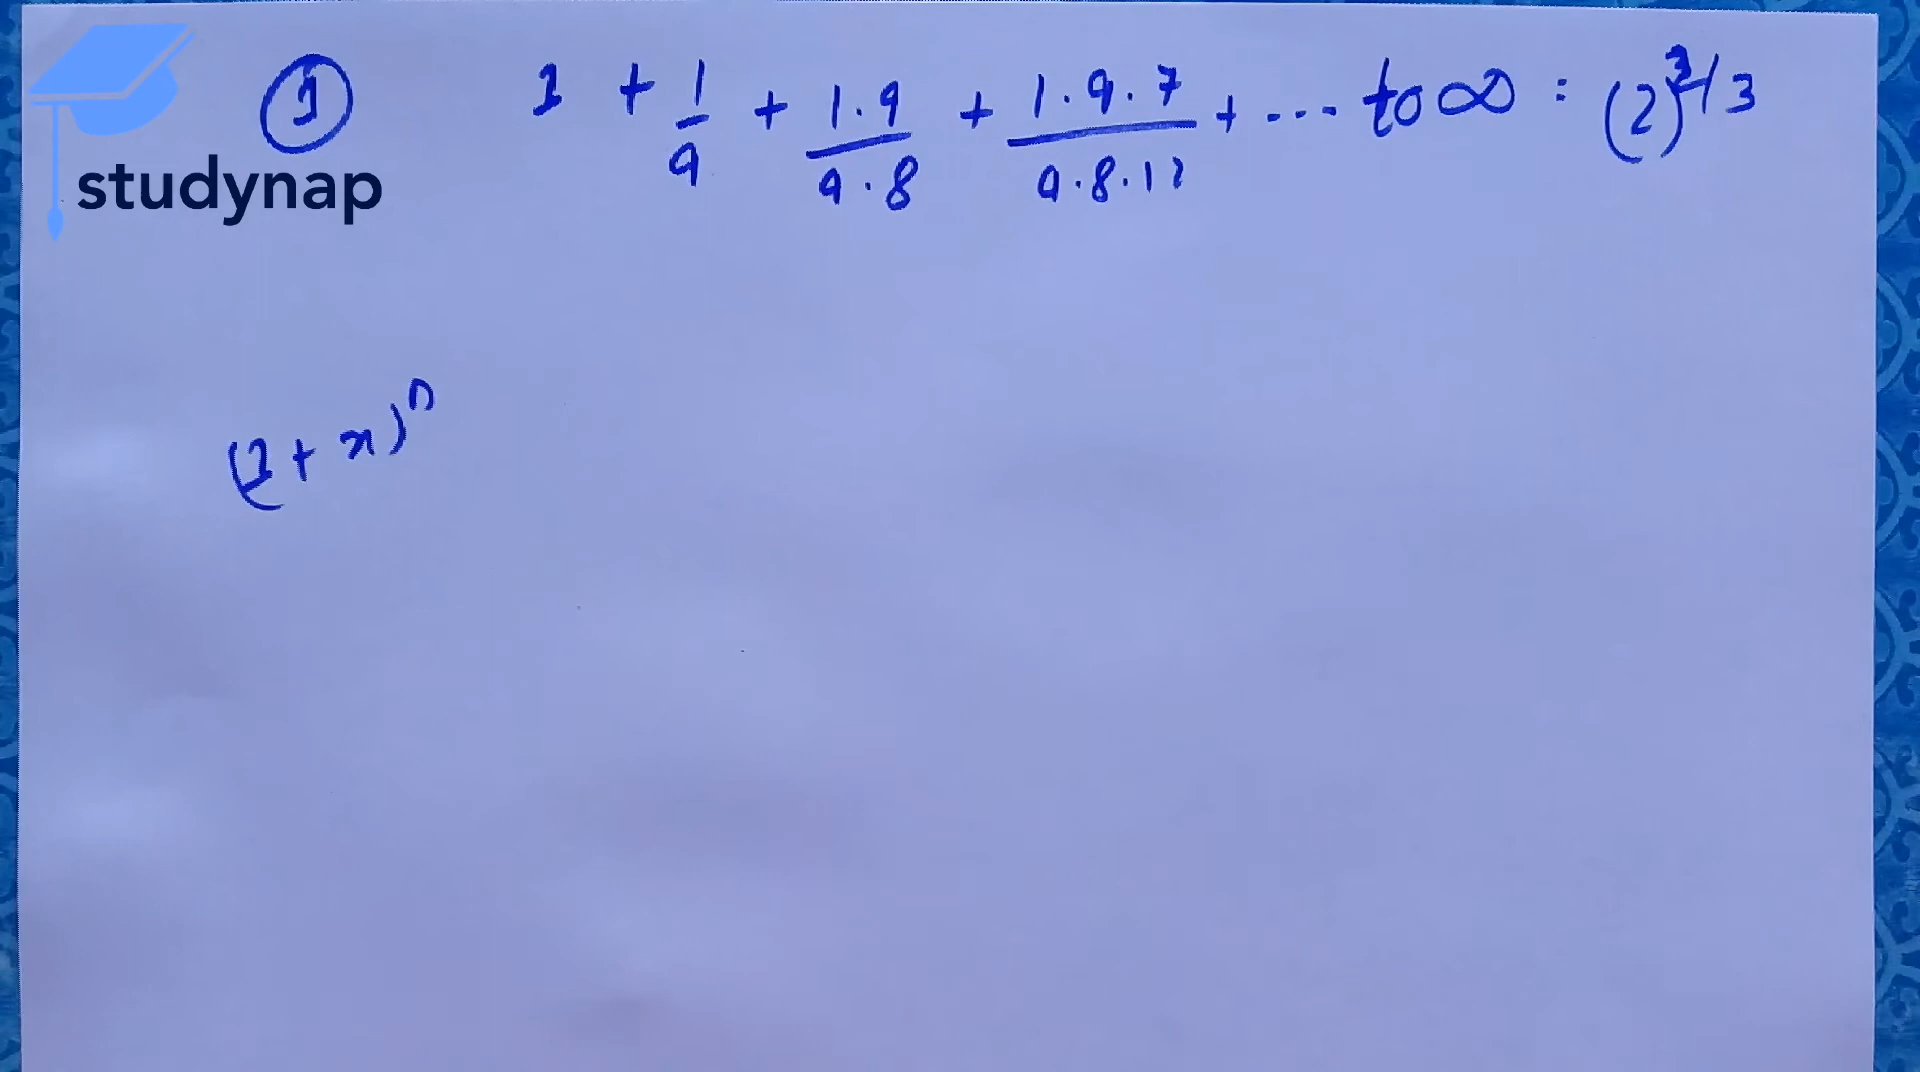 ① 1 + 1/4 + 1.4/4.8 + 1.4.7/4.8.12 + ... to ∞ = (2)^2/3
studynap
(1 + x)^n